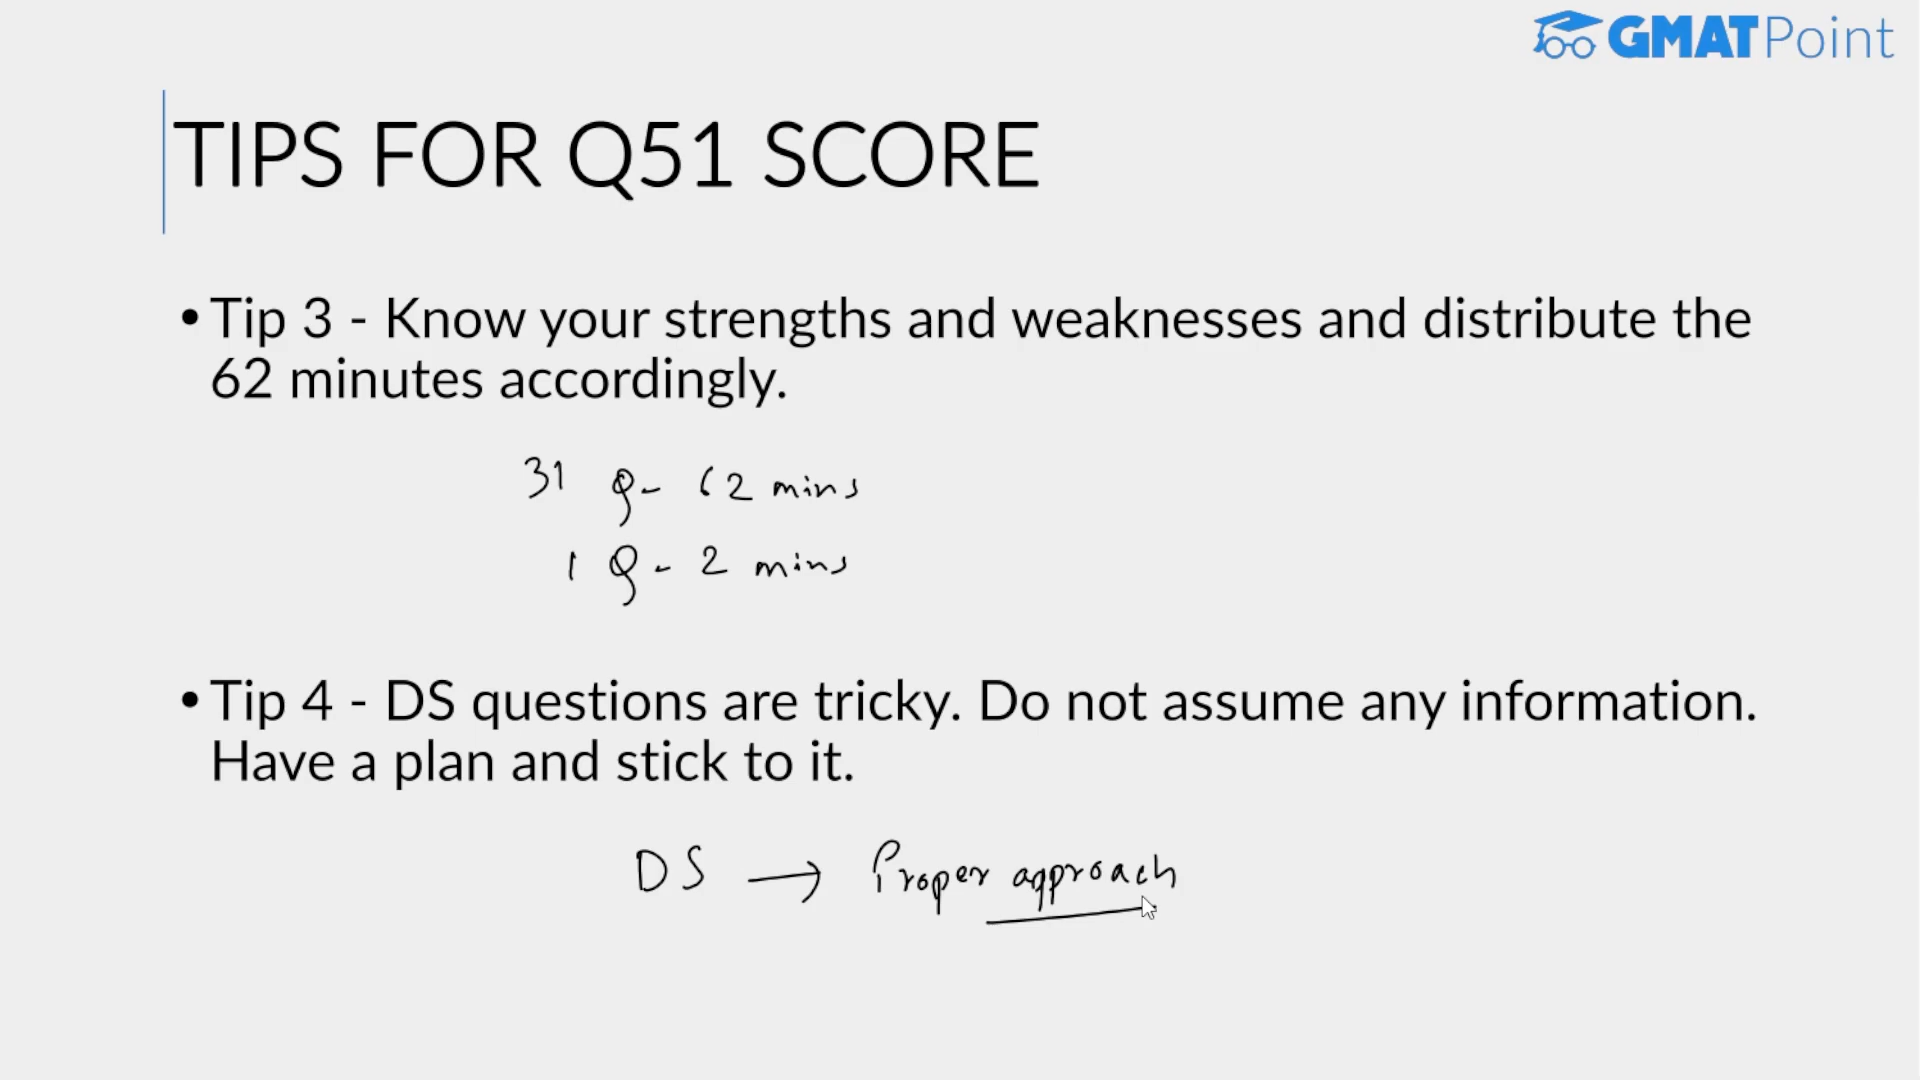 GMAT Point
TIPS FOR Q51 SCORE
• Tip 3 - Know your strengths and weaknesses and distribute the
62 minutes accordingly.
31 Q - 62 mins
1 Q - 2 mins
• Tip 4 - DS questions are tricky. Do not assume any information.
Have a plan and stick to it.
DS → Proper approach